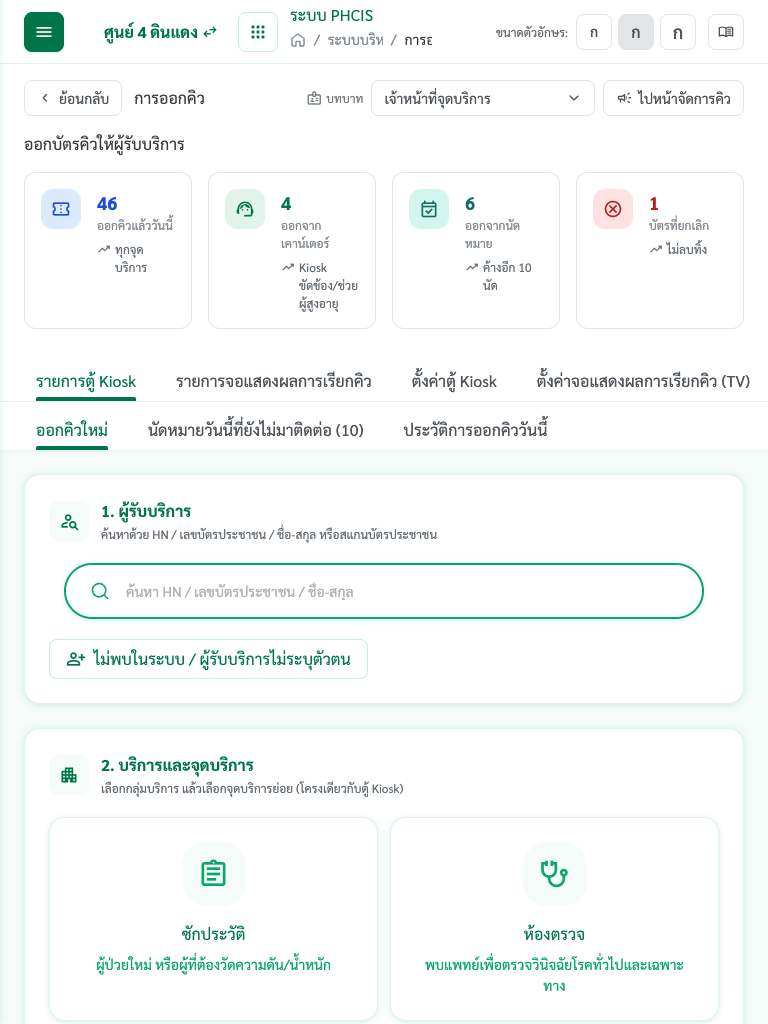 ศูนย์ 4 ดินแดง
ระบบ PHCIS
/ ระบบบริห / การอ
ขนาดตัวอักษร: ก ก ก
ย้อนกลับ
การออกคิว
บทบาท
เจ้าหน้าที่จุดบริการ
ไปหน้าจัดการคิว
ออกบัตรคิวให้ผู้รับบริการ
46
ออกคิวแล้ววันนี้
ทุกจุด
บริการ
4
ออกจาก
เคาน์เตอร์
Kiosk
ขัดข้อง/ช่วย
ผู้สูงอายุ
6
ออกจากนัด
หมาย
ค้างอีก 10
นัด
1
บัตรที่ยกเลิก
ไม่ลบทิ้ง
รายการตู้ Kiosk
รายการจอแสดงผลการเรียกคิว
ตั้งค่าตู้ Kiosk
ตั้งค่าจอแสดงผลการเรียกคิว (TV)
ออกคิวใหม่
นัดหมายวันนี้ที่ยังไม่มาติดต่อ (10)
ประวัติการออกคิววันนี้
1. ผู้รับบริการ
ค้นหาด้วย HN / เลขบัตรประชาชน / ชื่อ-สกุล หรือสแกนบัตรประชาชน
ค้นหา HN / เลขบัตรประชาชน / ชื่อ-สกุล
ไม่พบในระบบ / ผู้รับบริการไม่ระบุตัวตน
2. บริการและจุดบริการ
เลือกกลุ่มบริการ แล้วเลือกจุดบริการย่อย (โครงเดียวกับตู้ Kiosk)
ซักประวัติ
ผู้ป่วยใหม่ หรือผู้ที่ต้องวัดความดัน/น้ำหนัก
ห้องตรวจ
พบแพทย์เพื่อตรวจวินิจฉัยโรคทั่วไปและเฉพาะ
ทาง